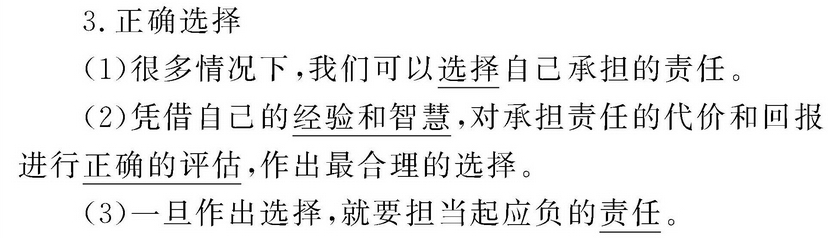 3. 正确选择
(1)很多情况下,我们可以选择自己承担的责任。
(2)凭借自己的经验和智慧,对承担责任的代价和回报
进行正确的评估,作出最合理的选择。
(3)一旦作出选择,就要担当起应负的责任。